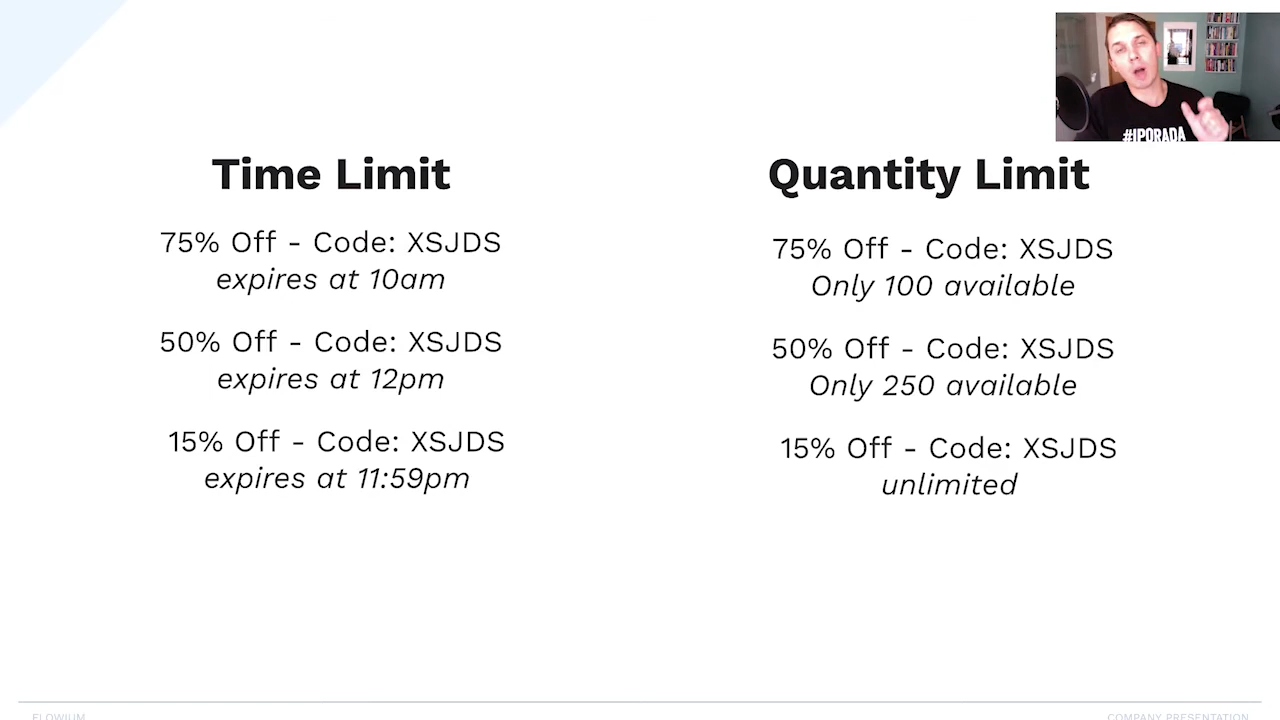 #IPORADA
Time Limit
75% Off - Code: XSJDS
expires at 10am
50% Off - Code: XSJDS
expires at 12pm
15% Off - Code: XSJDS
expires at 11:59pm
Quantity Limit
75% Off - Code: XSJDS
Only 100 available
50% Off - Code: XSJDS
Only 250 available
15% Off - Code: XSJDS
unlimited
FLOWIUM
COMPANY PRESENTATION